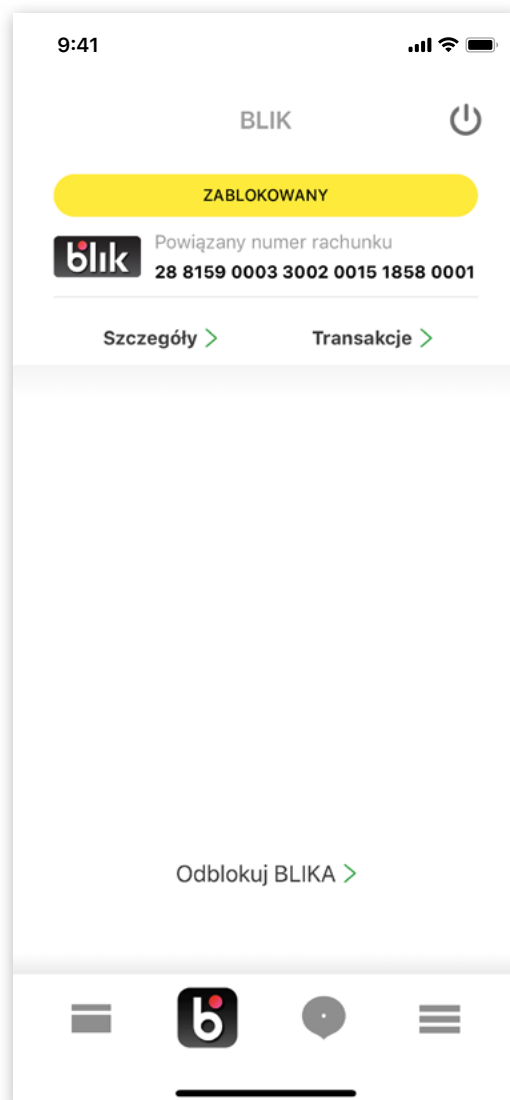 9:41
BLIK
ZABLOKOWANY
blik
Powiązany numer rachunku
28 8159 0003 3002 0015 1858 0001
Szczegóły
Transakcje
Odblokuj BLIKA
b